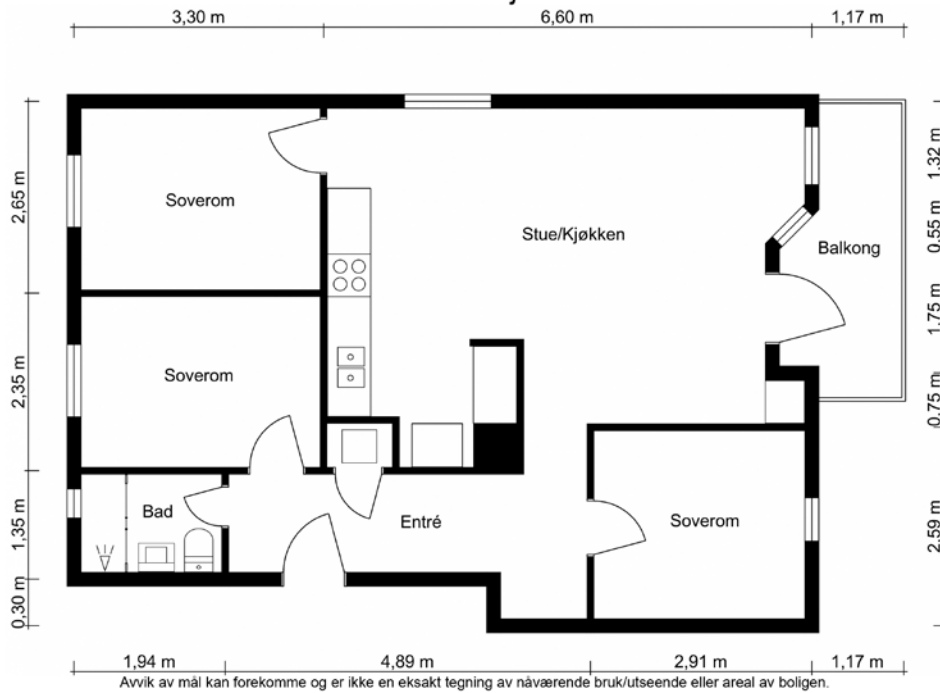 3,30 m
6,60 m
1,17 m
2,65 m
2,35 m
1,35 m
0,30 m
Soverom
Stue/Kjøkken
Balkong
Soverom
Bad
Entré
Soverom
1,32 m
0,55 m
1,75 m
0,75 m
2,59 m
1,94 m
4,89 m
2,91 m
1,17 m
Avvik av mål kan forekomme og er ikke en eksakt tegning av nåværende bruk/utseende eller areal av boligen.